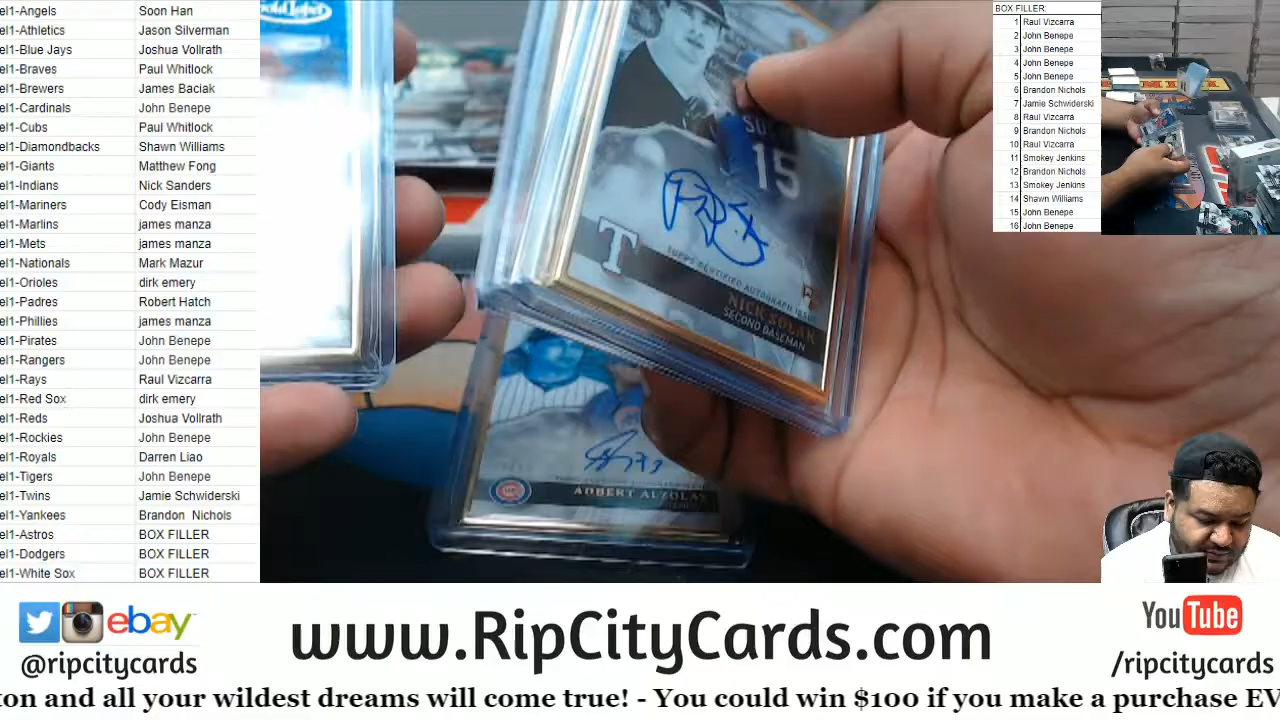 el1-Angels Soon Han
el1-Athletics Jason Silverman
el1-Blue Jays Joshua Vollrath
el1-Braves Paul Whitlock
el1-Brewers James Baciak
el1-Cardinals John Benepe
el1-Cubs Paul Whitlock
el1-Diamondbacks Shawn Williams
el1-Giants Matthew Fong
el1-Indians Nick Sanders
el1-Mariners Cody Eisman
el1-Marlins james manza
el1-Mets james manza
el1-Nationals Mark Mazur
el1-Orioles dirk emery
el1-Padres Robert Hatch
el1-Phillies james manza
el1-Pirates John Benepe
el1-Rangers John Benepe
el1-Rays Raul Vizcarra
el1-Red Sox dirk emery
el1-Reds Joshua Vollrath
el1-Rockies John Benepe
el1-Royals Darren Liao
el1-Tigers John Benepe
el1-Twins Jamie Schwiderski
el1-Yankees Brandon Nichols
el1-Astros BOX FILLER
el1-Dodgers BOX FILLER
el1-White Sox BOX FILLER
Gold Label
15
T
TOPPS CERTIFIED AUTOGRAPH ISSUE
NICK SOLAK
SECOND BASEMAN
ADBERT ALZOLAY
BOX FILLER:
1 Raul Vizcarra
2 John Benepe
3 John Benepe
4 John Benepe
5 John Benepe
6 Brandon Nichols
7 Jamie Schwiderski
8 Raul Vizcarra
9 Brandon Nichols
10 Raul Vizcarra
11 Smokey Jenkins
12 Brandon Nichols
13 Smokey Jenkins
14 Shawn Williams
15 John Benepe
16 John Benepe
ebay
@ripcitycards
www.RipCityCards.com
YouTube
/ripcitycards
ton and all your wildest dreams will come true! - You could win $100 if you make a purchase EV